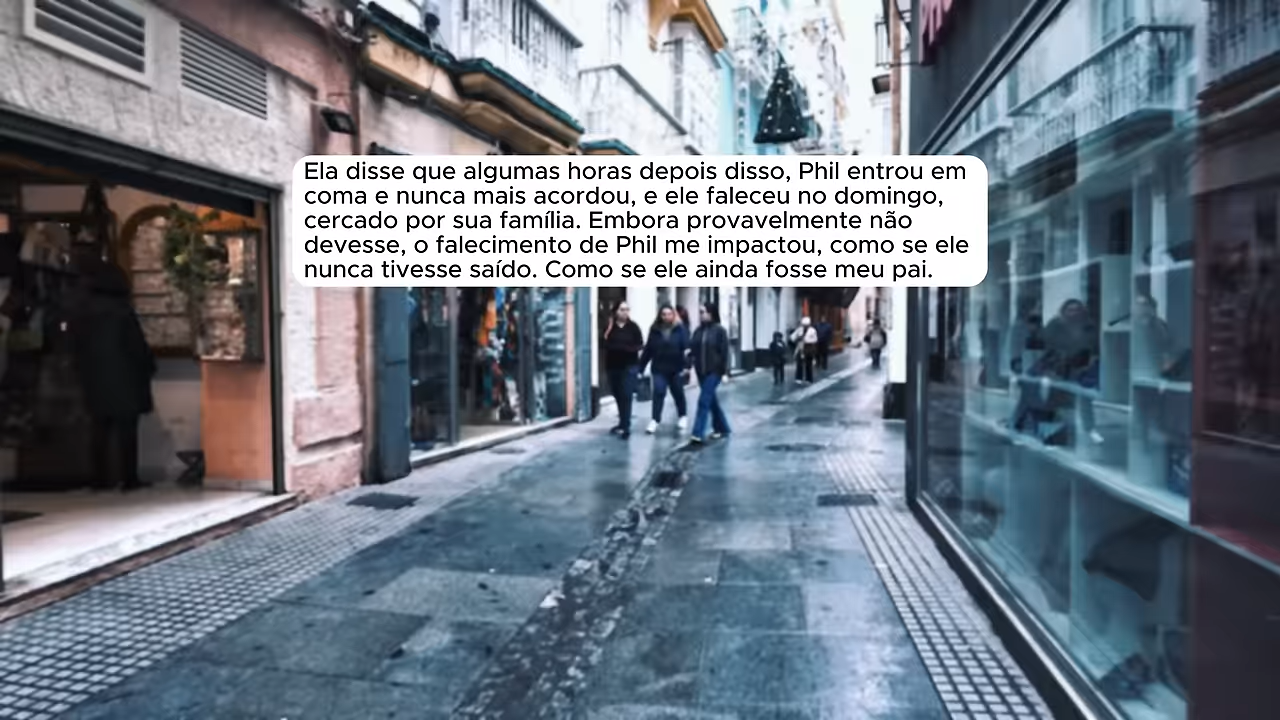 Ela disse que algumas horas depois disso, Phil entrou em
coma e nunca mais acordou, e ele faleceu no domingo,
cercado por sua família. Embora provavelmente não
devesse, o falecimento de Phil me impactou, como se ele
nunca tivesse saído. Como se ele ainda fosse meu pai.